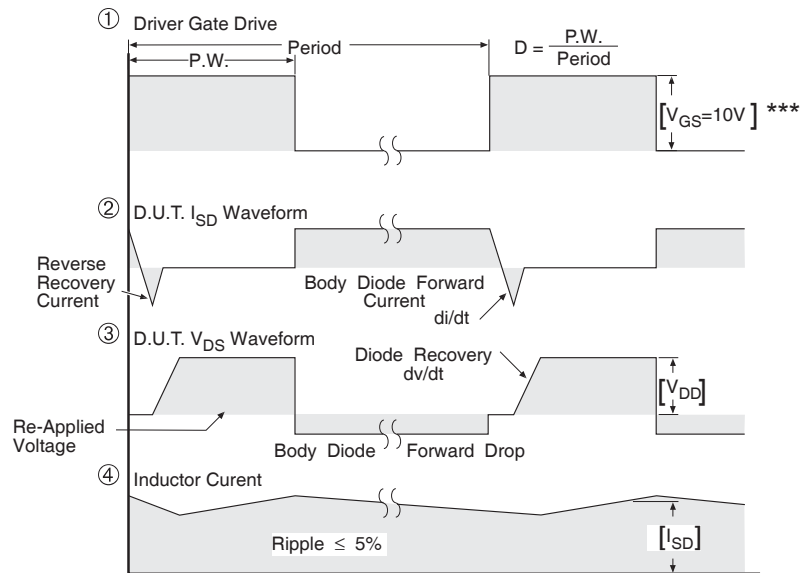 ① Driver Gate Drive
Period
P.W.
D = P.W. / Period
[VGS=10V] ***
② D.U.T. ISD Waveform
Reverse
Recovery
Current
Body Diode Forward
Current
di/dt
③ D.U.T. VDS Waveform
Diode Recovery
dv/dt
[VDD]
Re-Applied
Voltage
Body Diode Forward Drop
④ Inductor Curent
Ripple ≤ 5%
[ISD]